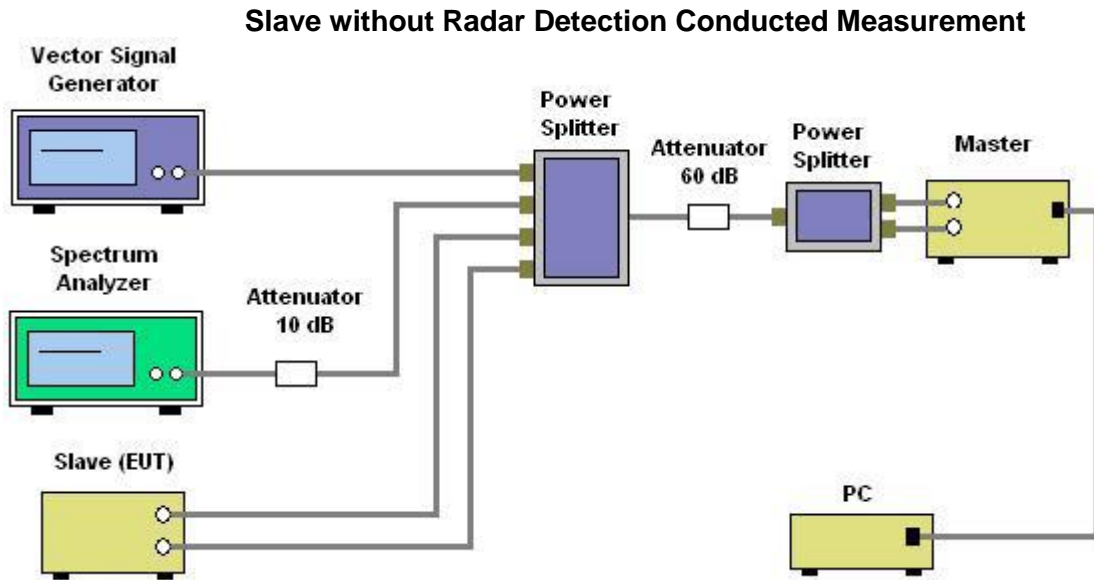 Slave without Radar Detection Conducted Measurement
Vector Signal
Generator
Power
Splitter
Attenuator
60 dB
Power
Splitter
Master
Spectrum
Analyzer
Attenuator
10 dB
Slave (EUT)
PC